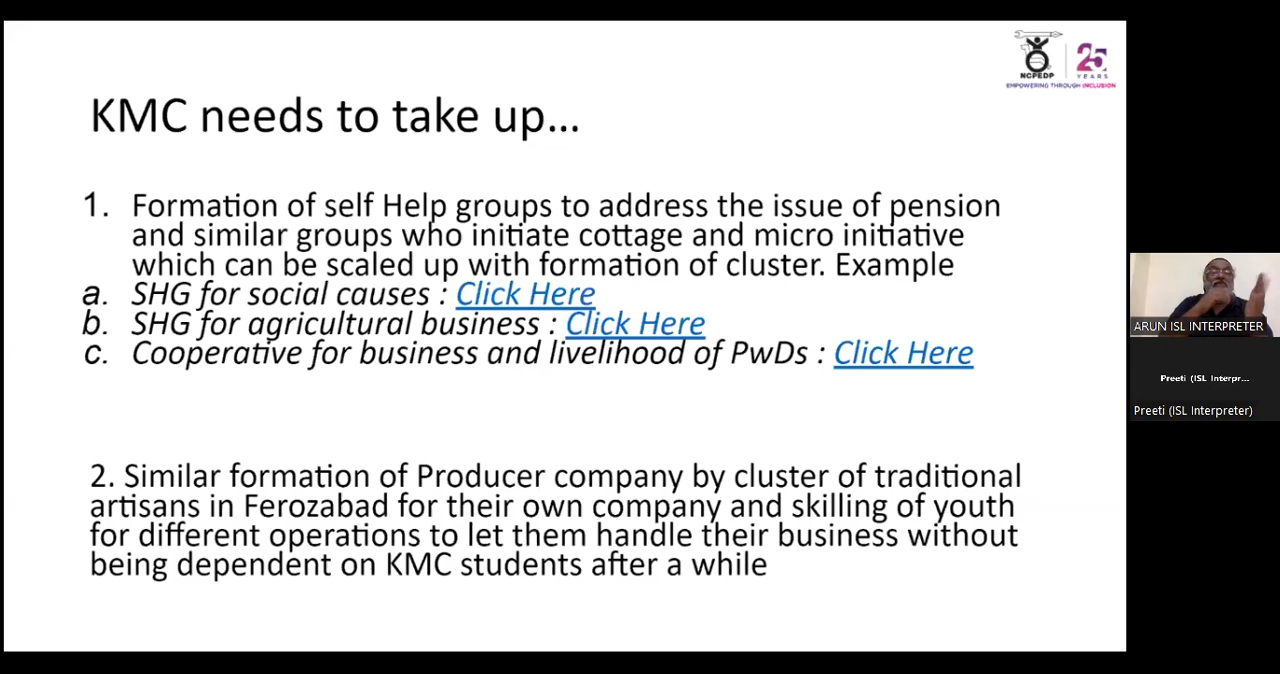 NCPEDP
25
YEARS
EMPOWERING THROUGH INCLUSION
KMC needs to take up...
1. Formation of self Help groups to address the issue of pension
and similar groups who initiate cottage and micro initiative
which can be scaled up with formation of cluster. Example
a. SHG for social causes : Click Here
b. SHG for agricultural business : Click Here
c. Cooperative for business and livelihood of PwDs : Click Here
2. Similar formation of Producer company by cluster of traditional
artisans in Ferozabad for their own company and skilling of youth
for different operations to let them handle their business without
being dependent on KMC students after a while
ARUN ISL INTERPRETER
Preeti (ISL Interpr...
Preeti (ISL Interpreter)